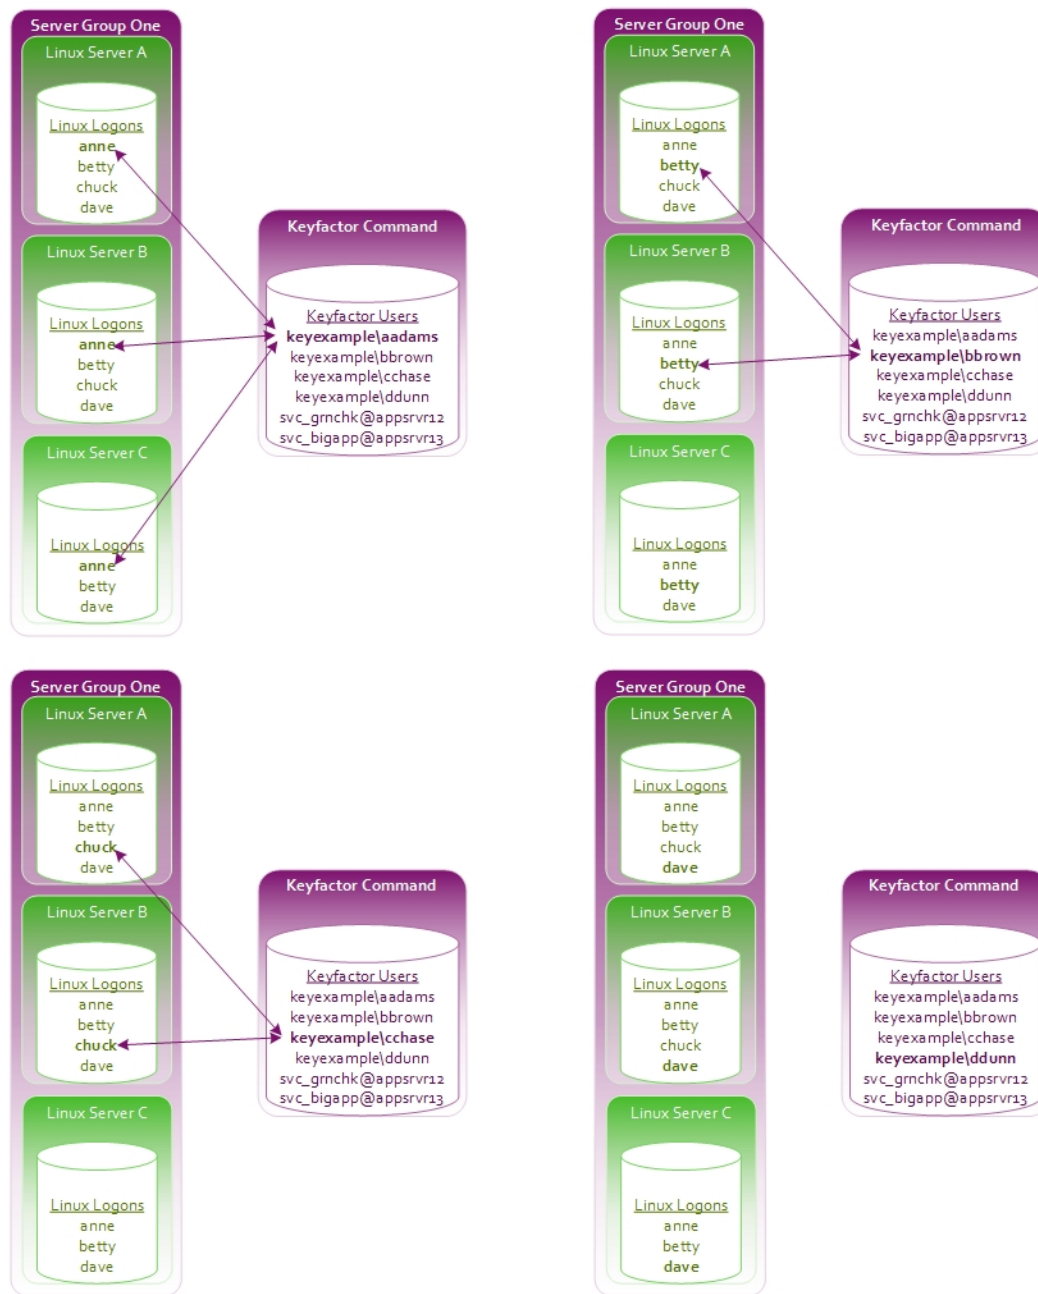 Server Group One
Linux Server A
Linux Logons
anne
betty
chuck
dave
Linux Server B
Linux Logons
anne
betty
chuck
dave
Linux Server C
Linux Logons
anne
betty
dave
Keyfactor Command
Keyfactor Users
keyexample\aadams
keyexample\bbrown
keyexample\cchase
keyexample\ddunn
svc_grnchk@appsrvr12
svc_bigapp@appsrvr13
Server Group One
Linux Server A
Linux Logons
anne
betty
chuck
dave
Linux Server B
Linux Logons
anne
betty
chuck
dave
Linux Server C
Linux Logons
anne
betty
dave
Keyfactor Command
Keyfactor Users
keyexample\aadams
keyexample\bbrown
keyexample\cchase
keyexample\ddunn
svc_grnchk@appsrvr12
svc_bigapp@appsrvr13
Server Group One
Linux Server A
Linux Logons
anne
betty
chuck
dave
Linux Server B
Linux Logons
anne
betty
chuck
dave
Linux Server C
Linux Logons
anne
betty
dave
Keyfactor Command
Keyfactor Users
keyexample\aadams
keyexample\bbrown
keyexample\cchase
keyexample\ddunn
svc_grnchk@appsrvr12
svc_bigapp@appsrvr13
Server Group One
Linux Server A
Linux Logons
anne
betty
chuck
dave
Linux Server B
Linux Logons
anne
betty
chuck
dave
Linux Server C
Linux Logons
anne
betty
dave
Keyfactor Command
Keyfactor Users
keyexample\aadams
keyexample\bbrown
keyexample\cchase
keyexample\ddunn
svc_grnchk@appsrvr12
svc_bigapp@appsrvr13